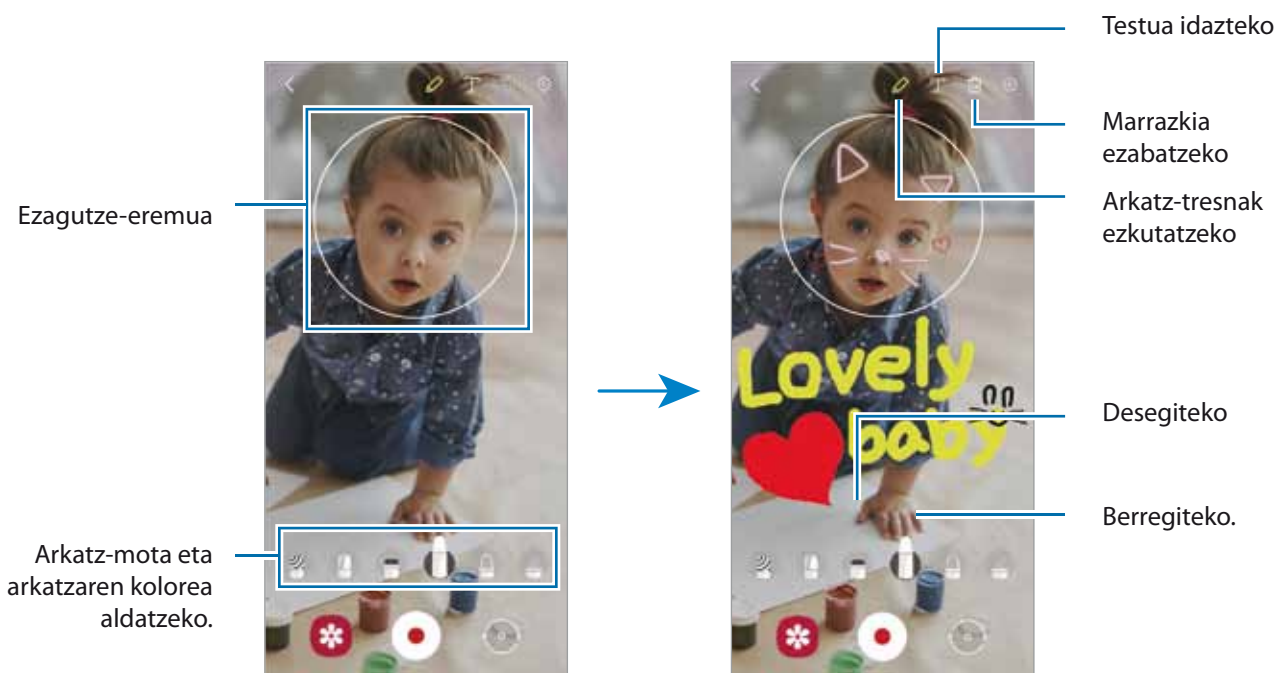 Ezagutze-eremua
Arkatz-mota eta
arkatzaren kolorea
aldatzeko.
Testua idazteko
Marrazkia
ezabatzeko
Arkatz-tresnak
ezkutatzeko
Lovely
baby
Desegiteko
Berregiteko.